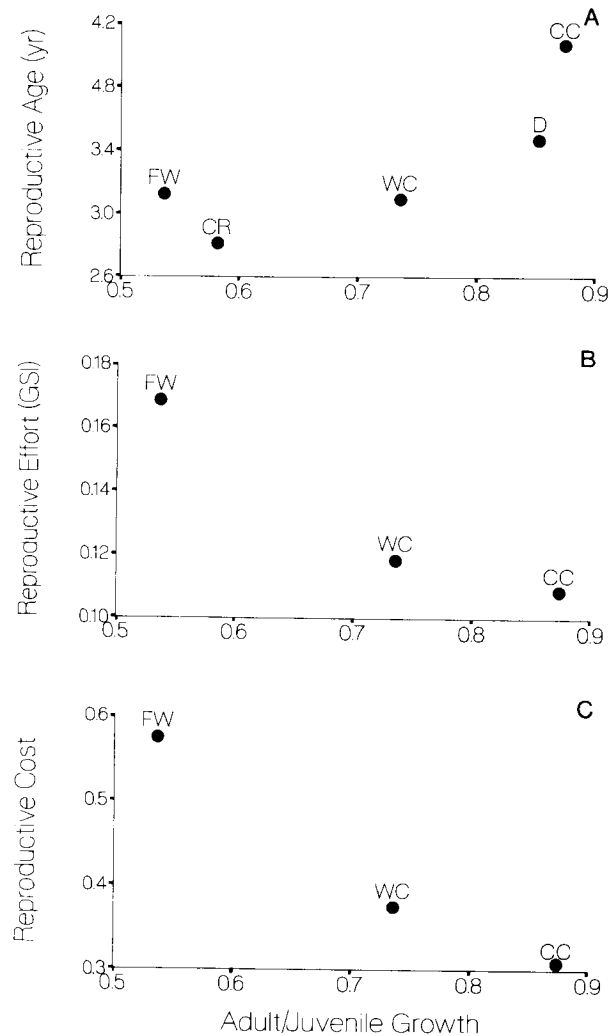 A
Reproductive Age (yr)
4.2
4.8
3.4
3.0
2.6
CC
D
FW
WC
CR
0.5
0.6
0.7
0.8
0.9
B
Reproductive Effort (GSI)
0.18
0.16
0.14
0.12
0.10
FW
WC
CC
0.5
0.6
0.7
0.8
0.9
C
Reproductive Cost
0.6
0.5
0.4
0.3
FW
WC
CC
0.5
0.6
0.7
0.8
0.9
Adult/Juvenile Growth